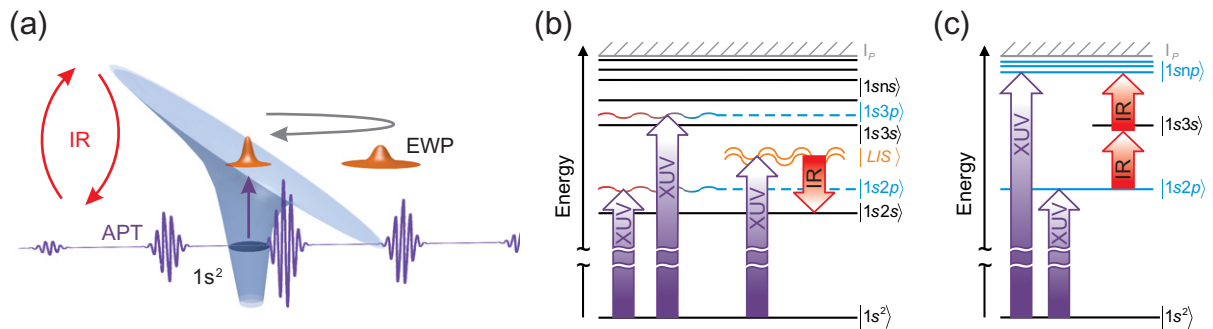 (a)
IR
EWP
APT
1s²
(b)
Energy
I_P
|1sns⟩
|1s3p⟩
|1s3s⟩
LIS⟩
|1s2p⟩
|1s2s⟩
|1s²⟩
XUV
XUV
XUV
IR
(c)
Energy
I_P
|1snp⟩
|1s3s⟩
|1s2p⟩
|1s²⟩
XUV
XUV
IR
IR